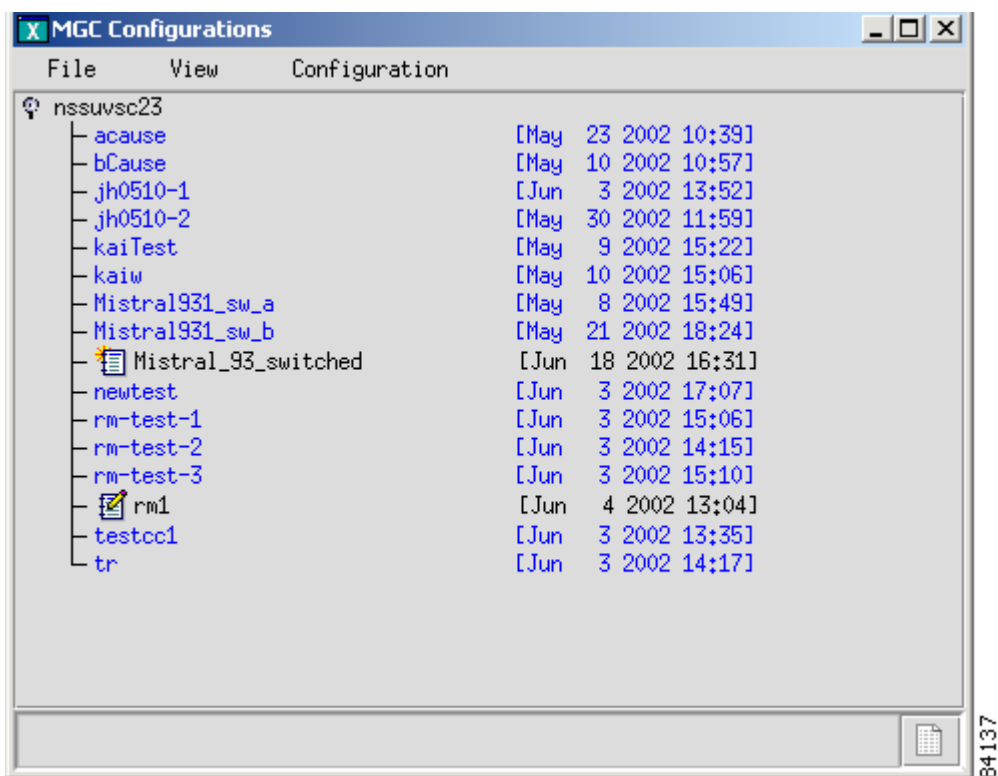 X MGC Configurations
File View Configuration
nssuvsc23
acause [May 23 2002 10:39]
bCause [May 10 2002 10:57]
jh0510-1 [Jun 3 2002 13:52]
jh0510-2 [May 30 2002 11:59]
kaiTest [May 9 2002 15:22]
kaiw [May 10 2002 15:06]
Mistral931_sw_a [May 8 2002 15:49]
Mistral931_sw_b [May 21 2002 18:24]
Mistral_93_switched [Jun 18 2002 16:31]
newtest [Jun 3 2002 17:07]
rm-test-1 [Jun 3 2002 15:06]
rm-test-2 [Jun 3 2002 14:15]
rm-test-3 [Jun 3 2002 15:10]
rm1 [Jun 4 2002 13:04]
testcc1 [Jun 3 2002 13:35]
tr [Jun 3 2002 14:17]
84137